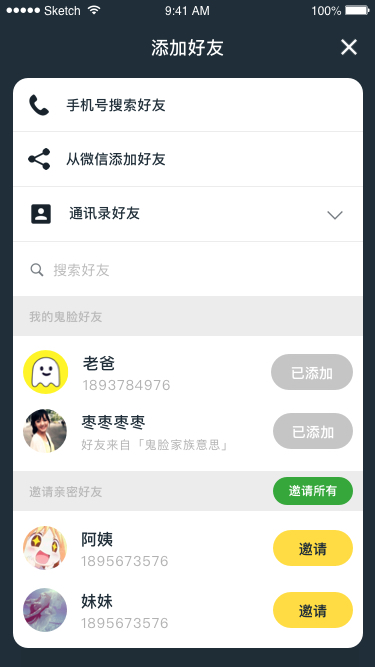 Sketch 9:41 AM 100%
添加好友
手机号搜索好友
从微信添加好友
通讯录好友
搜索好友
我的鬼脸好友
老爸
1893784976
已添加
枣枣枣枣
好友来自「鬼脸家族意思」
已添加
邀请亲密好友
邀请所有
阿姨
1895673576
邀请
妹妹
1895673576
邀请